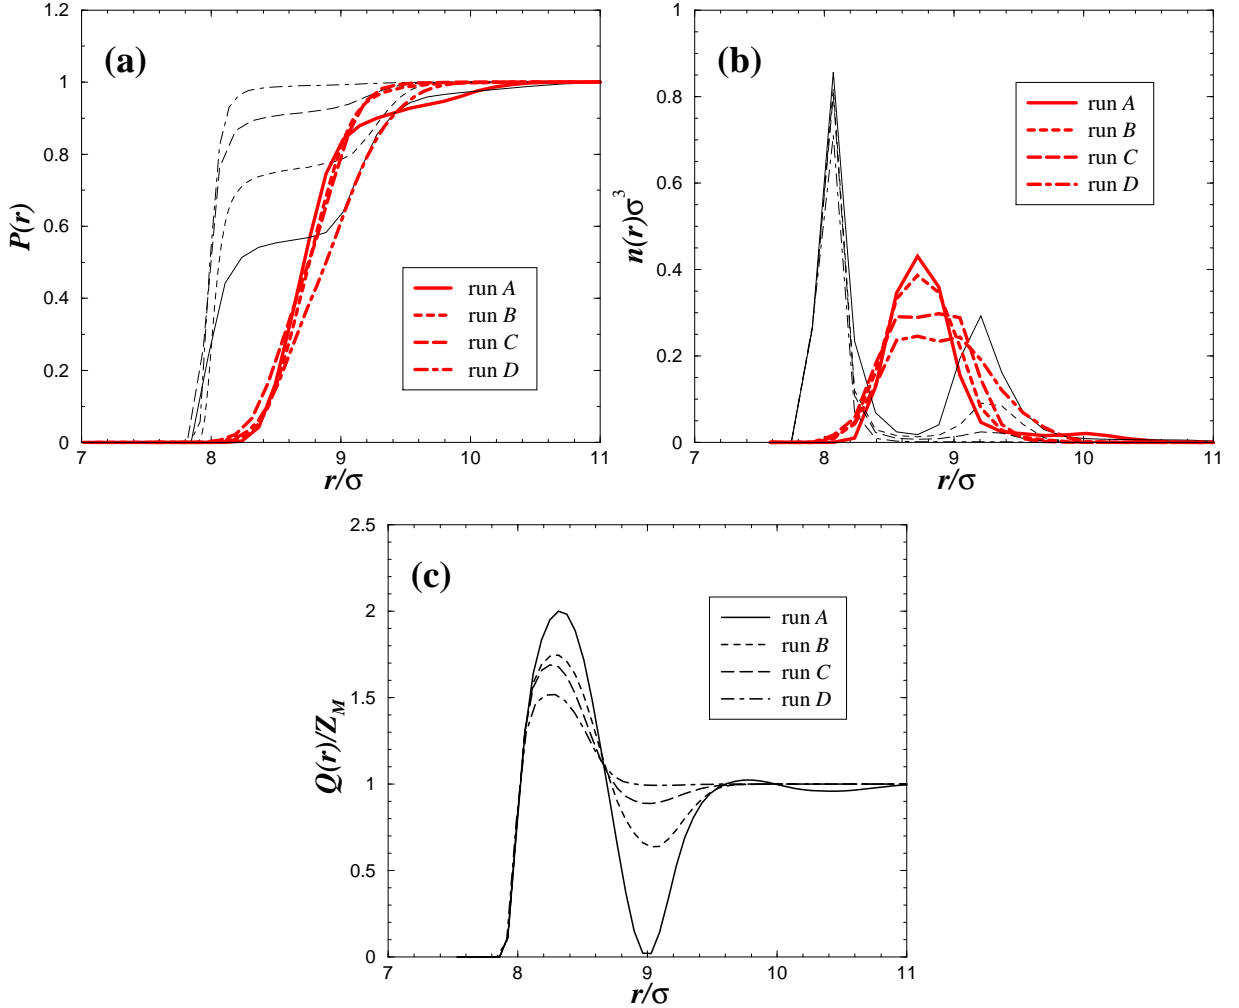 (a)
1.2
1
0.8
0.6
0.4
0.2
0
P(r)
7 8 9 10 11
r/σ
run A
run B
run C
run D
(b)
1
0.8
0.6
0.4
0.2
0
n(r)σ³
7 8 9 10 11
r/σ
run A
run B
run C
run D
(c)
2.5
2
1.5
1
0.5
0
Q(r)/Z_M
7 8 9 10 11
r/σ
run A
run B
run C
run D